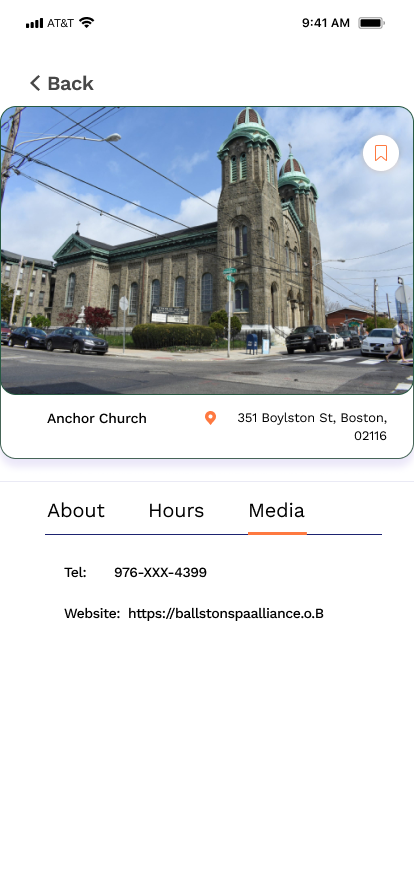 AT&T 9:41 AM
Back
Anchor Church
351 Boylston St, Boston,
02116
About Hours Media
Tel: 976-XXX-4399
Website: https://ballstonspaalliance.o.B